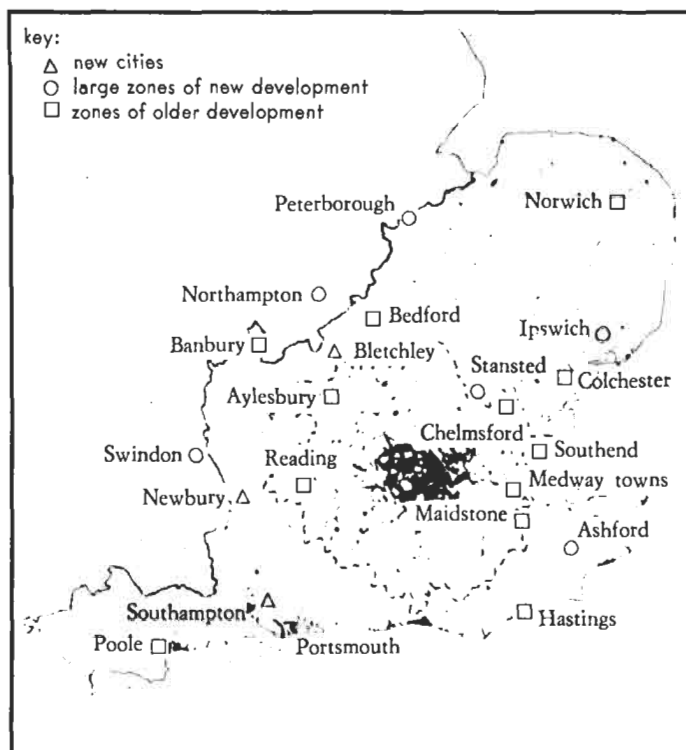 key:
new cities
large zones of new development
zones of older development
Peterborough
Norwich
Northampton
Bedford
Ipswich
Banbury
Bletchley
Stansted
Colchester
Aylesbury
Chelmsford
Swindon
Reading
Southend
Newbury
Medway towns
Maidstone
Ashford
Southampton
Hastings
Poole
Portsmouth